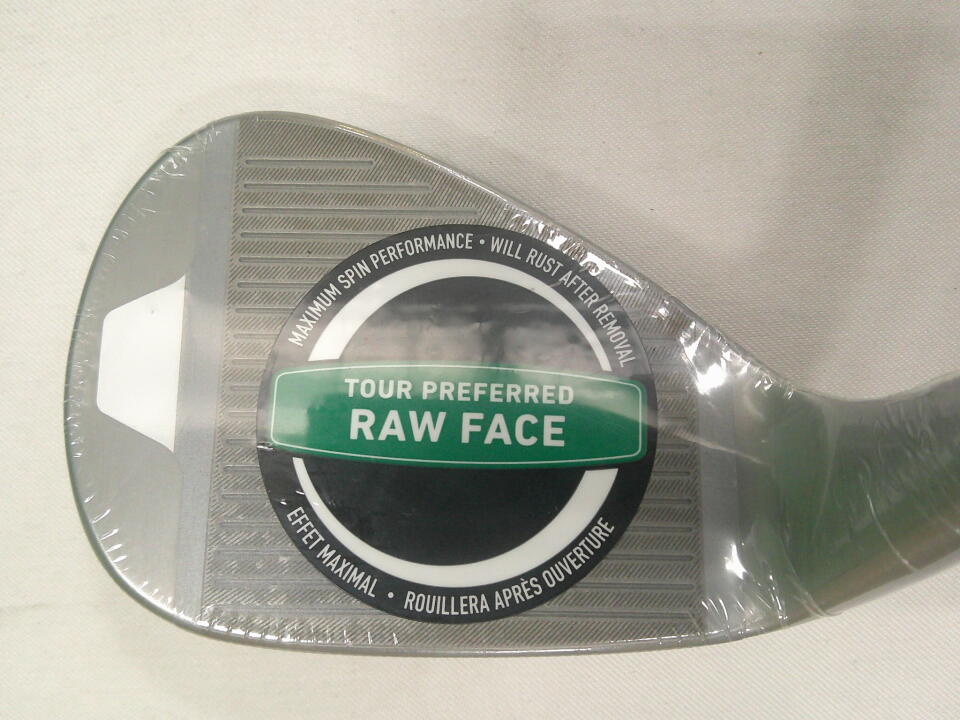 MAXIMUM SPIN PERFORMANCE • WILL RUST AFTER REMOVAL
TOUR PREFERRED
RAW FACE
EFFET MAXIMAL • ROUILLERA APRÈS OUVERTURE